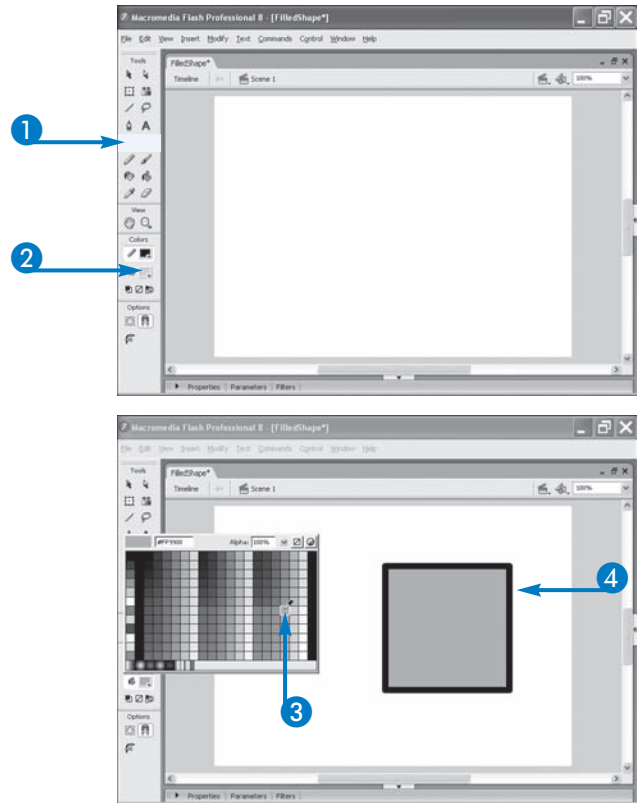 Macromedia Flash Professional 8 - [FilledShape*]
File Edit View Insert Modify Text Commands Control Window Help
Tools
FilledShape*
Timeline
Scene 1
100%
A
1
View
Colors
2
Options
Properties
Parameters
Filters
Macromedia Flash Professional 8 - [FilledShape*]
File Edit View Insert Modify Text Commands Control Window Help
Tools
FilledShape*
Timeline
Scene 1
100%
#FF9900
Alpha: 100%
4
3
Options
Properties
Parameters
Filters